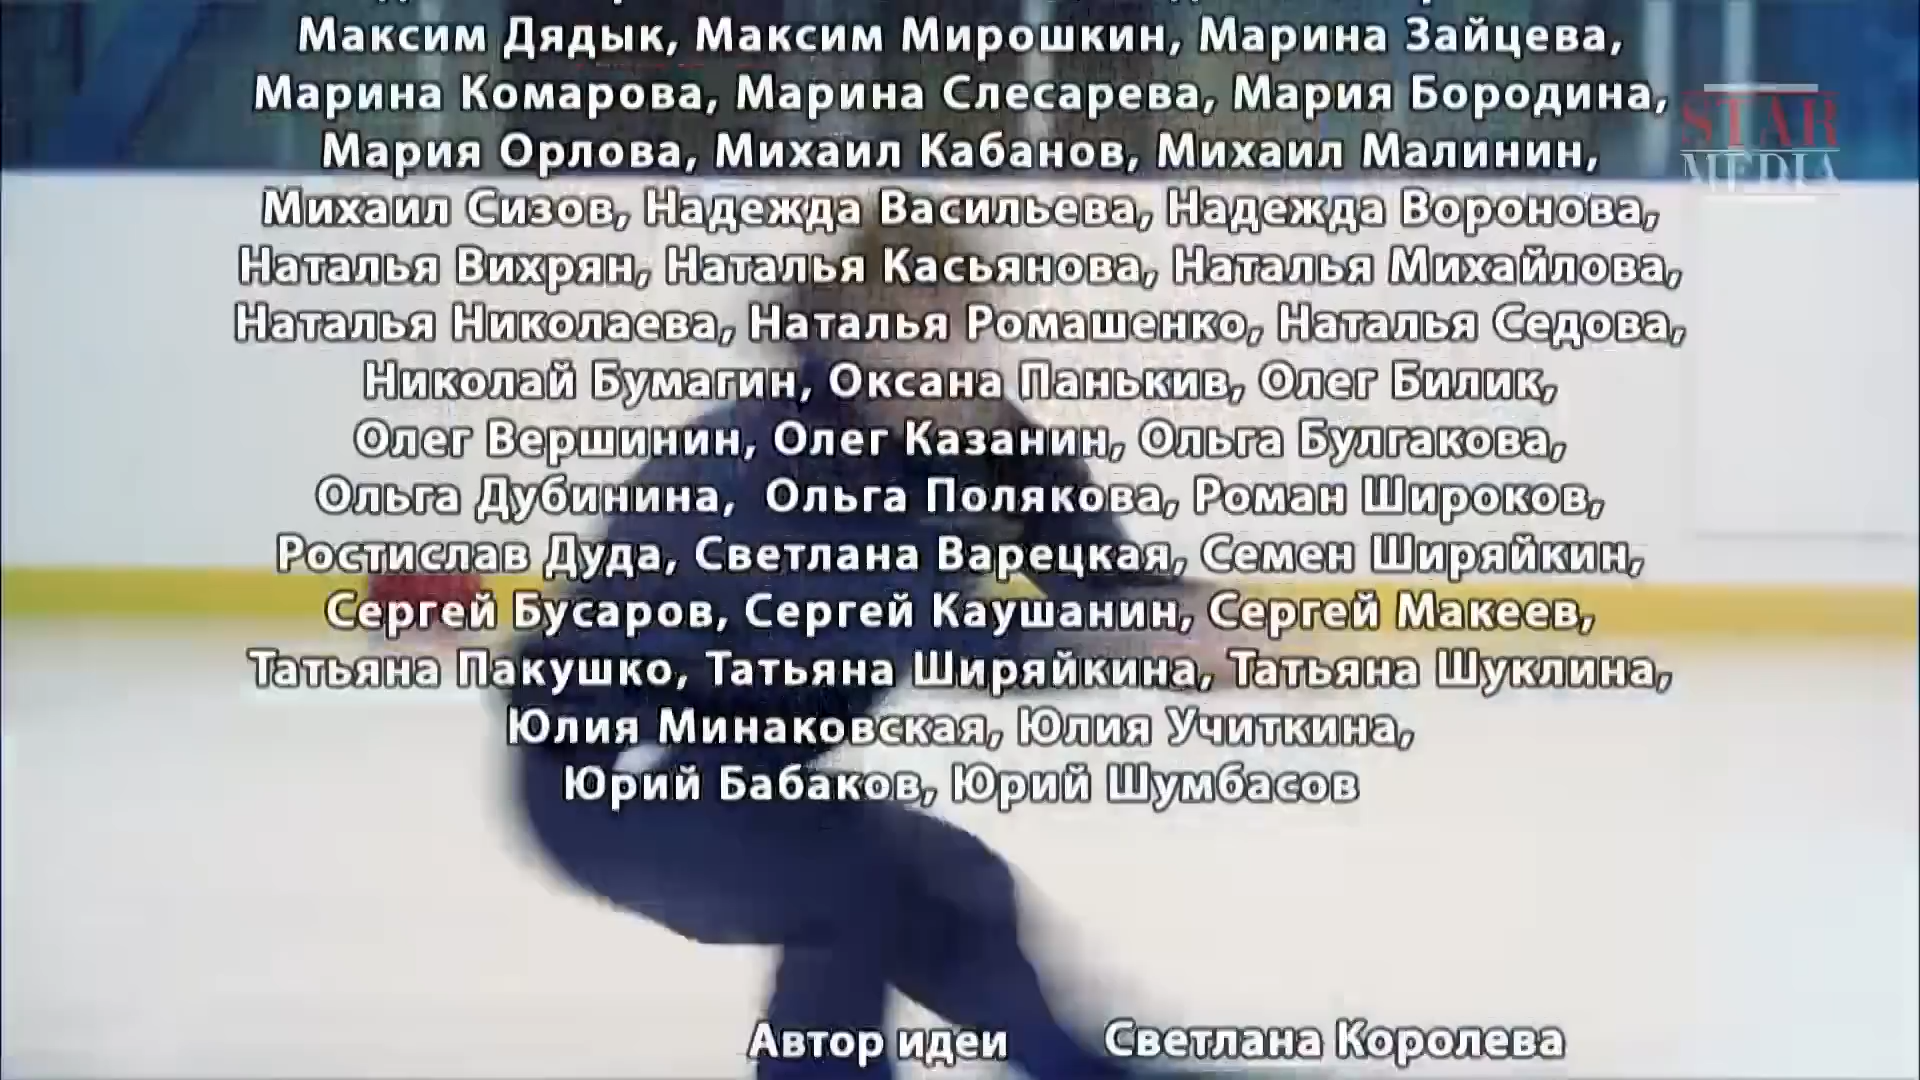 Максим Дядык, Максим Мирошкин, Марина Зайцева,
Марина Комарова, Марина Слесарева, Мария Бородина,
STAR
MEDIA
Мария Орлова, Михаил Кабанов, Михаил Малинин,
Михаил Сизов, Надежда Васильева, Надежда Воронова,
Наталья Вихрян, Наталья Касьянова, Наталья Михайлова,
Наталья Николаева, Наталья Ромашенко, Наталья Седова,
Николай Бумагин, Оксана Панькив, Олег Билик,
Олег Вершинин, Олег Казанин, Ольга Булгакова,
Ольга Дубинина, Ольга Полякова, Роман Широков,
Ростислав Дуда, Светлана Варецкая, Семен Ширяйкин,
Сергей Бусаров, Сергей Каушанин, Сергей Макеев,
Татьяна Пакушко, Татьяна Ширяйкина, Татьяна Шуклина,
Юлия Минаковская, Юлия Учиткина,
Юрий Бабаков, Юрий Шумбасов
Автор идеи Светлана Королева